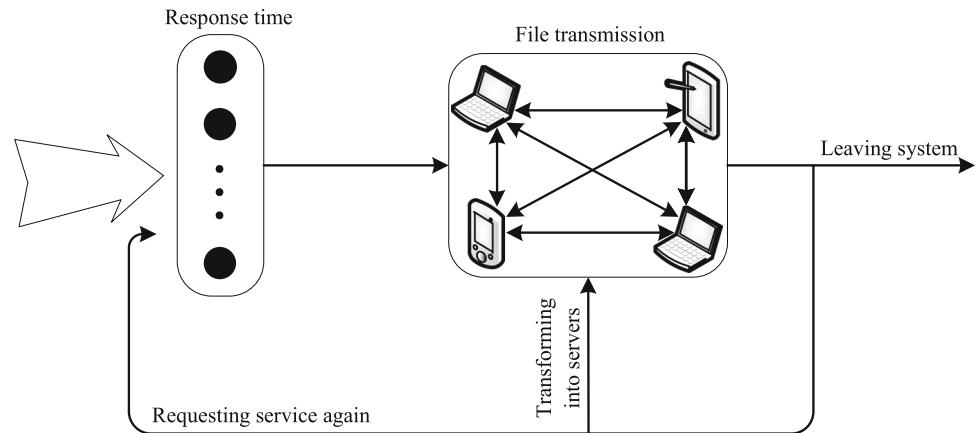 Response time
File transmission
Leaving system
Transforming
into servers
Requesting service again